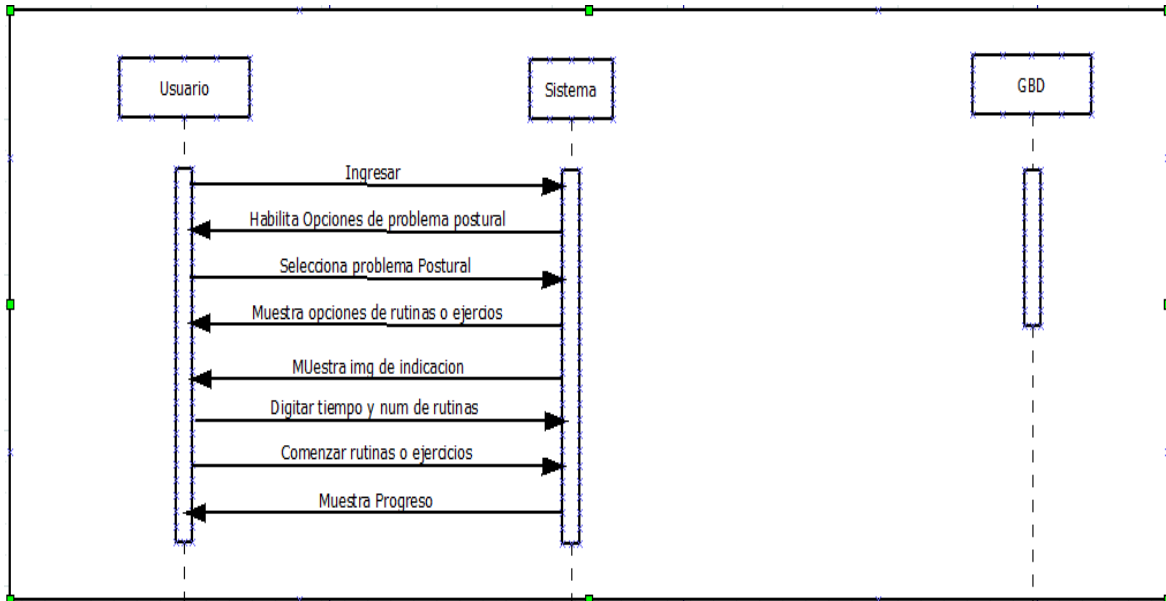 Usuario
Sistema
GBD
Ingresar
Habilita Opciones de problema postural
Selecciona problema Postural
Muestra opciones de rutinas o ejercios
MUestra img de indicacion
Digitar tiempo y num de rutinas
Comenzar rutinas o ejercicios
Muestra Progreso